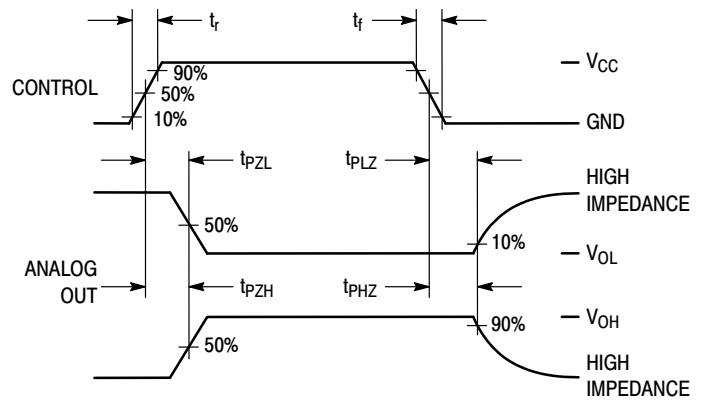 tr
tf
VCC
90%
CONTROL
50%
10%
GND
tPZL
tPLZ
HIGH
IMPEDANCE
50%
10%
VOL
ANALOG
OUT
tPZH
tPHZ
VOH
90%
50%
HIGH
IMPEDANCE